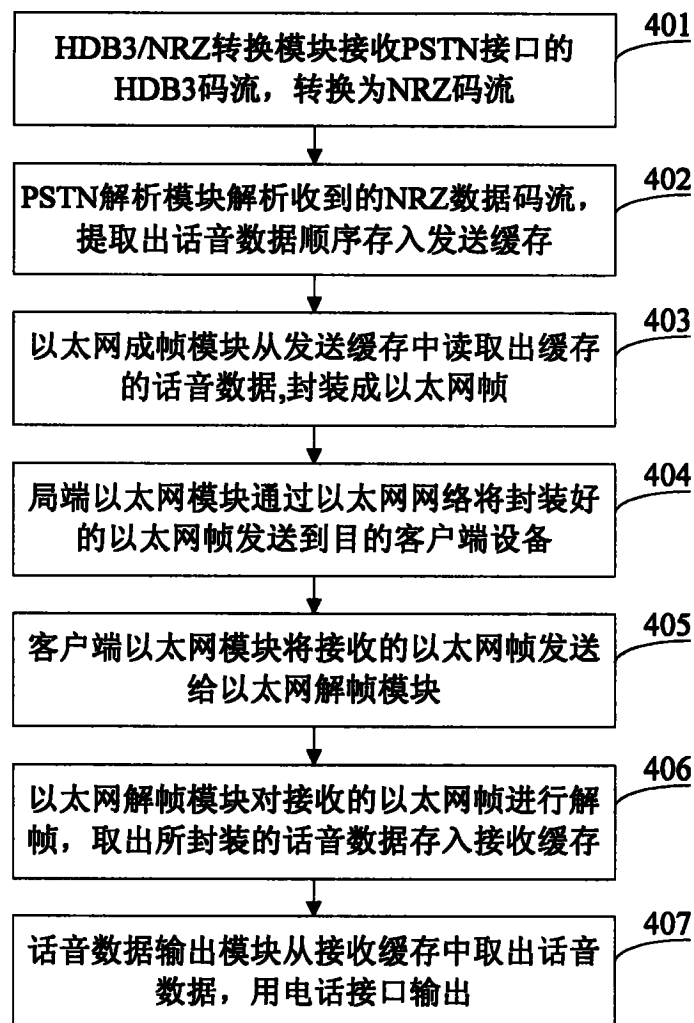 401
HDB3/NRZ转换模块接收PSTN接口的
HDB3码流，转换为NRZ码流
402
PSTN解析模块解析收到的NRZ数据码流，
提取出话音数据顺序存入发送缓存
403
以太网成帧模块从发送缓存中读取出缓存
的话音数据,封装成以太网帧
404
局端以太网模块通过以太网网络将封装好
的以太网帧发送到目的客户端设备
405
客户端以太网模块将接收的以太网帧发送
给以太网解帧模块
406
以太网解帧模块对接收的以太网帧进行解
帧，取出所封装的话音数据存入接收缓存
407
话音数据输出模块从接收缓存中取出话音
数据，用电话接口输出